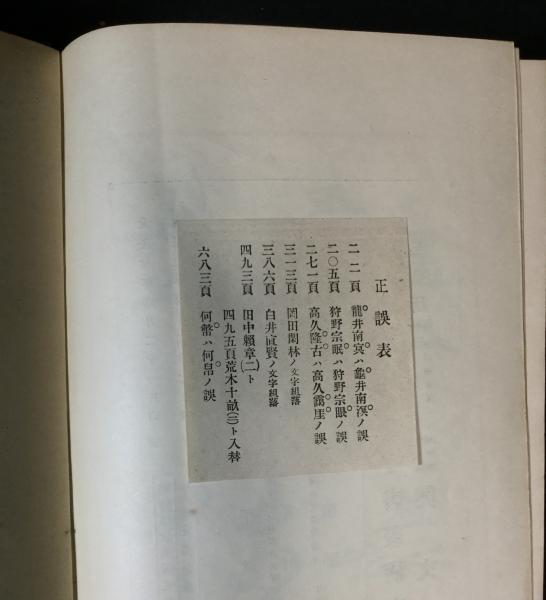 正誤表
二二頁 龍井南冥ハ龜井南溟ノ誤
二〇五頁 狩野宗眠ハ狩野宗眼ノ誤
二七一頁 高久隆古ハ高久靄厓ノ誤
三一三頁 岡田閑林ノ文字組落
三八六頁 白井直賢ノ文字組落
四九三頁 田中賴章(二)ト
四九五頁荒木十畝(三)ト入替
六八三頁 何幣ハ何帠ノ誤